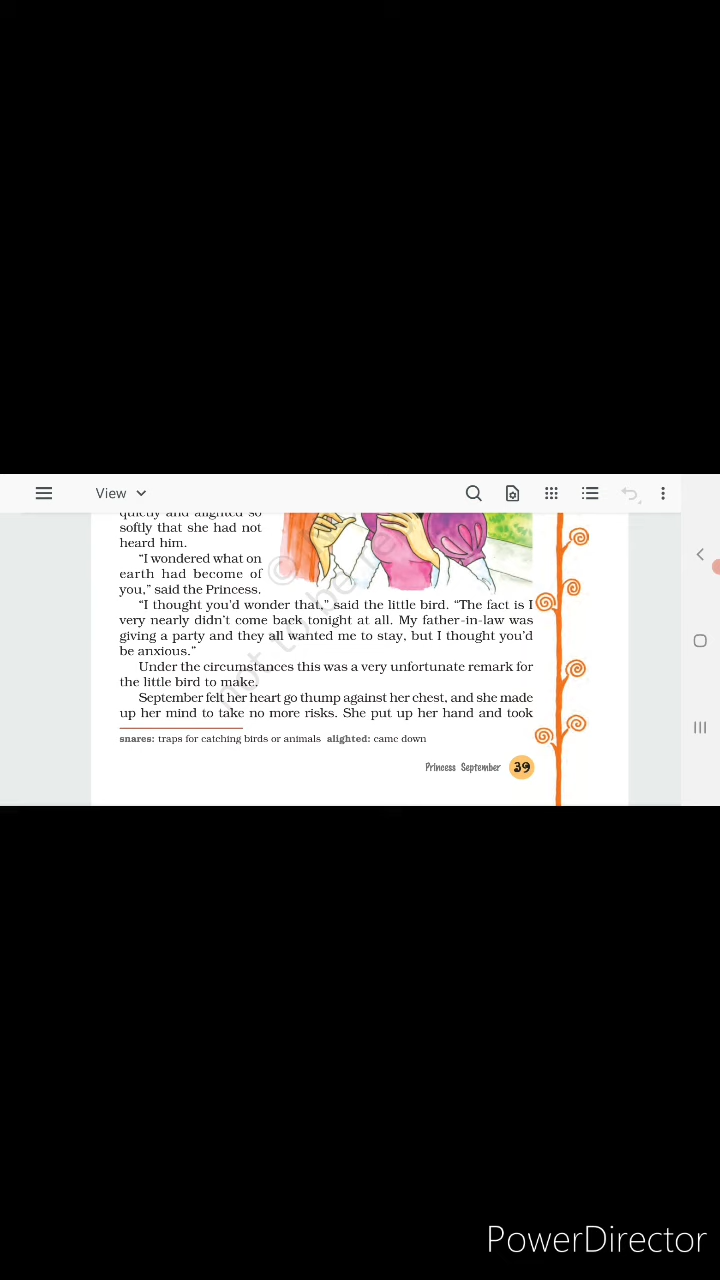 View
quietly and alighted so
softly that she had not
heard him.
“I wondered what on
earth had become of
you,” said the Princess.
“I thought you’d wonder that,” said the little bird. “The fact is I
very nearly didn’t come back tonight at all. My father-in-law was
giving a party and they all wanted me to stay, but I thought you’d
be anxious.”
Under the circumstances this was a very unfortunate remark for
the little bird to make.
September felt her heart go thump against her chest, and she made
up her mind to take no more risks. She put up her hand and took
snares: traps for catching birds or animals alighted: came down
Princess September 39
PowerDirector